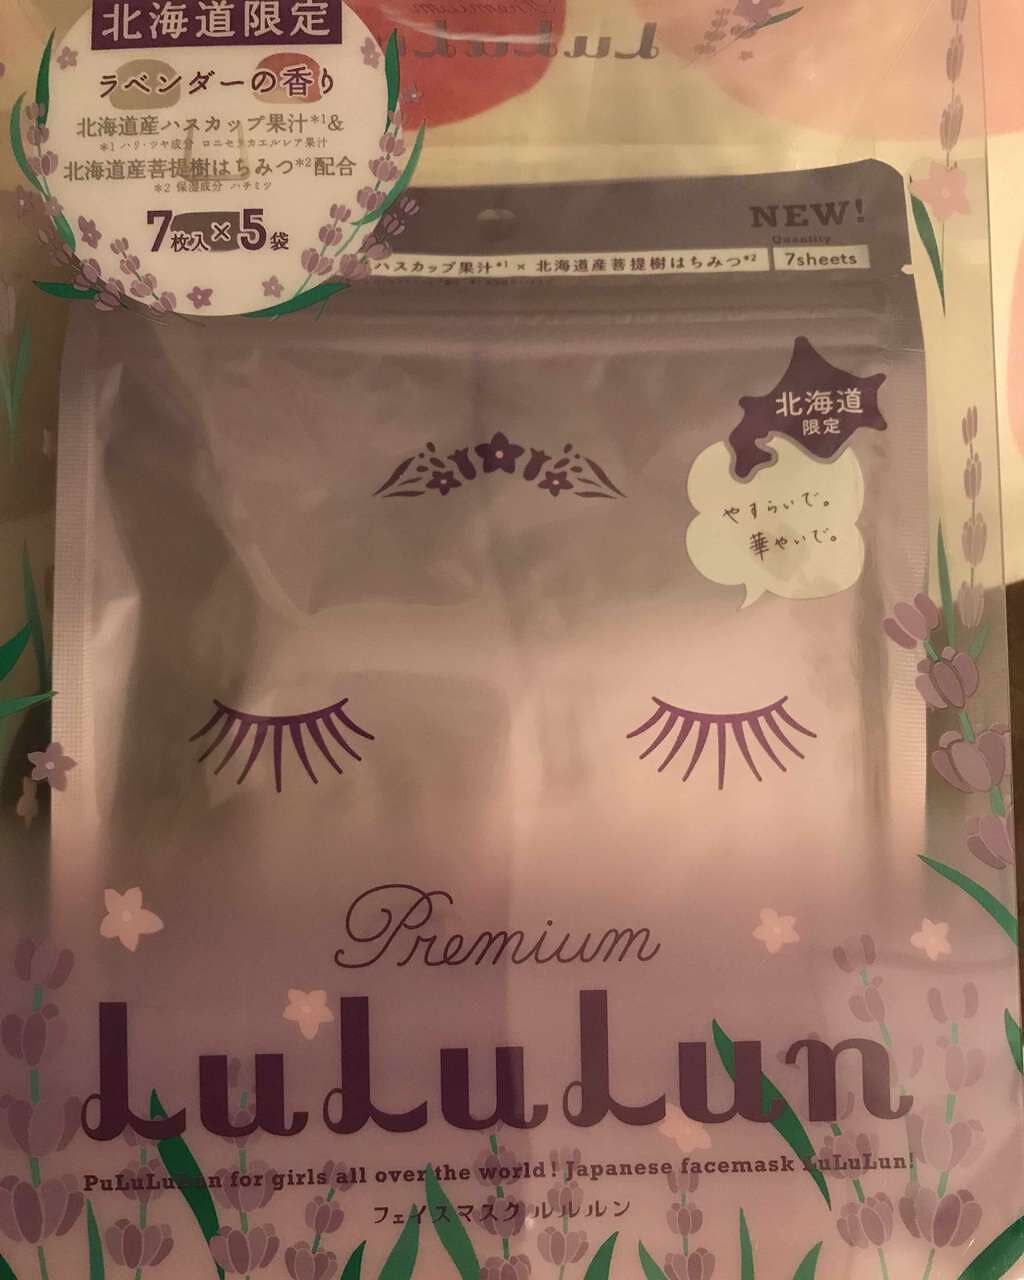 北海道限定
ラベンダーの香り
北海道産ハスカップ果汁*1&
*1 ハリ・ツヤ成分 ロニセラカエルレア果汁
北海道産菩提樹はちみつ*2配合
*2 保湿成分 ハチミツ
7枚入×5袋
Premium
LuLuLun
NEW!
Quantity
ハスカップ果汁*1 × 北海道産菩提樹はちみつ*2 7sheets
北海道
限定
やすらいで。
華やいで。
Premium
LuLuLun
PuLuLuLun for girls all over the world! Japanese facemask LuLuLun!
フェイスマスク ルルルン